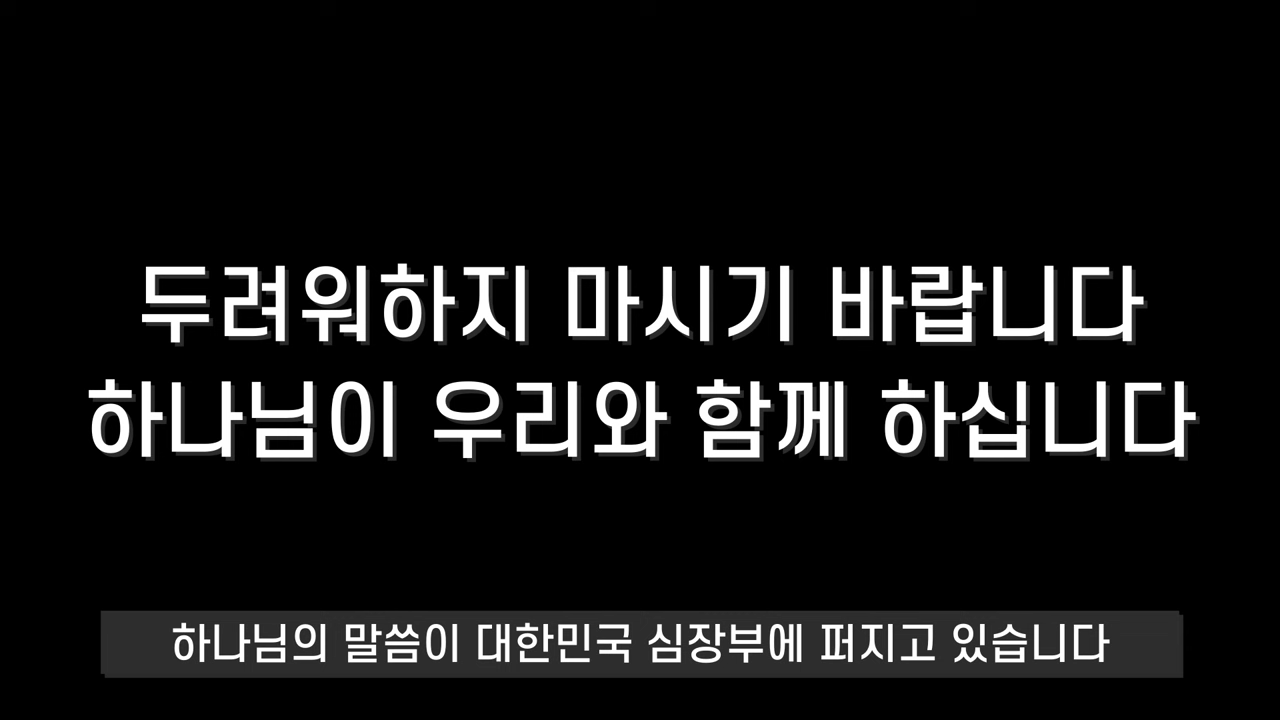 두려워하지 마시기 바랍니다
하나님이 우리와 함께 하십니다
하나님의 말씀이 대한민국 심장부에 퍼지고 있습니다